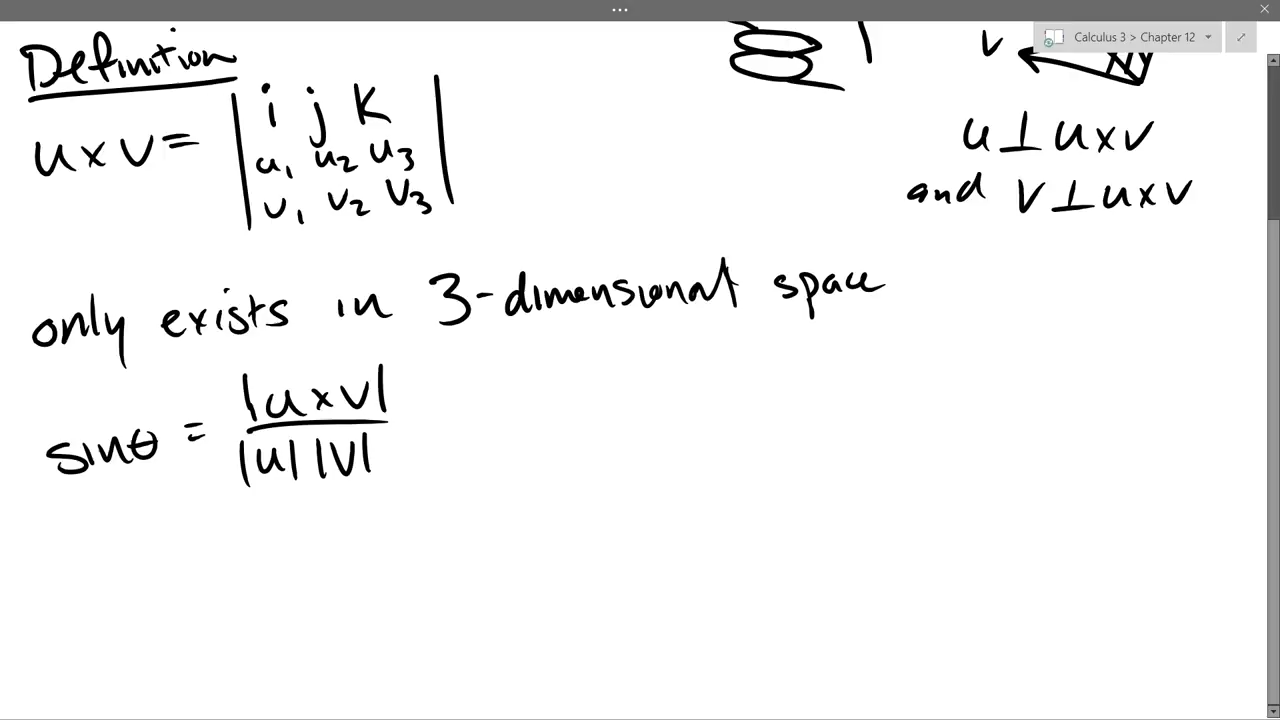 ...
Calculus 3 > Chapter 12
Definition
u x v = | i j k |
| u₁ u₂ u₃ |
| v₁ v₂ v₃ |
v
u ⊥ u x v
and v ⊥ u x v
only exists in 3-dimensional space
sinθ = |u x v|
|u| |v|